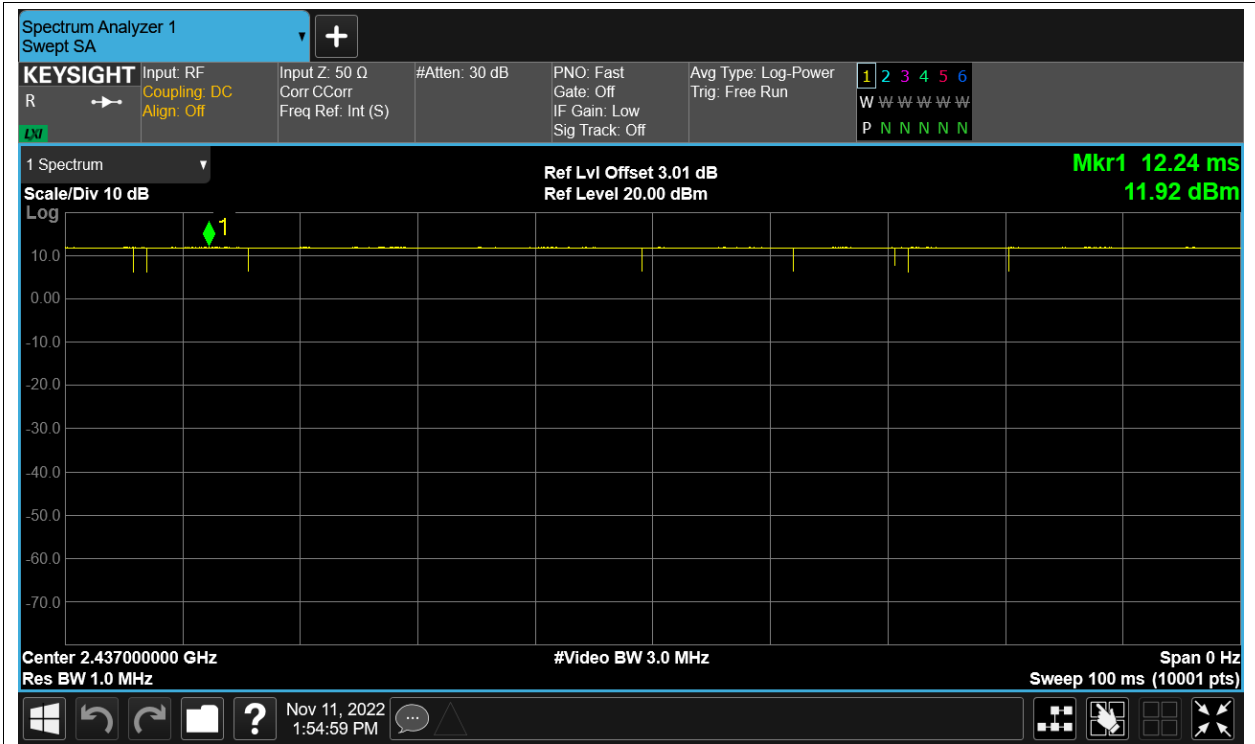 Spectrum Analyzer 1
Swept SA
KEYSIGHT
R
LXI
Input: RF
Coupling: DC
Align: Off
Input Z: 50 Ω
Corr CCorr
Freq Ref: Int (S)
#Atten: 30 dB
PNO: Fast
Gate: Off
IF Gain: Low
Sig Track: Off
Avg Type: Log-Power
Trig: Free Run
1 2 3 4 5 6
W W W W W W
P N N N N N
1 Spectrum
Scale/Div 10 dB
Ref Lvl Offset 3.01 dB
Ref Level 20.00 dBm
Mkr1 12.24 ms
11.92 dBm
Log
1
10.0
0.00
-10.0
-20.0
-30.0
-40.0
-50.0
-60.0
-70.0
Center 2.437000000 GHz
Res BW 1.0 MHz
#Video BW 3.0 MHz
Span 0 Hz
Sweep 100 ms (10001 pts)
?
Nov 11, 2022
1:54:59 PM